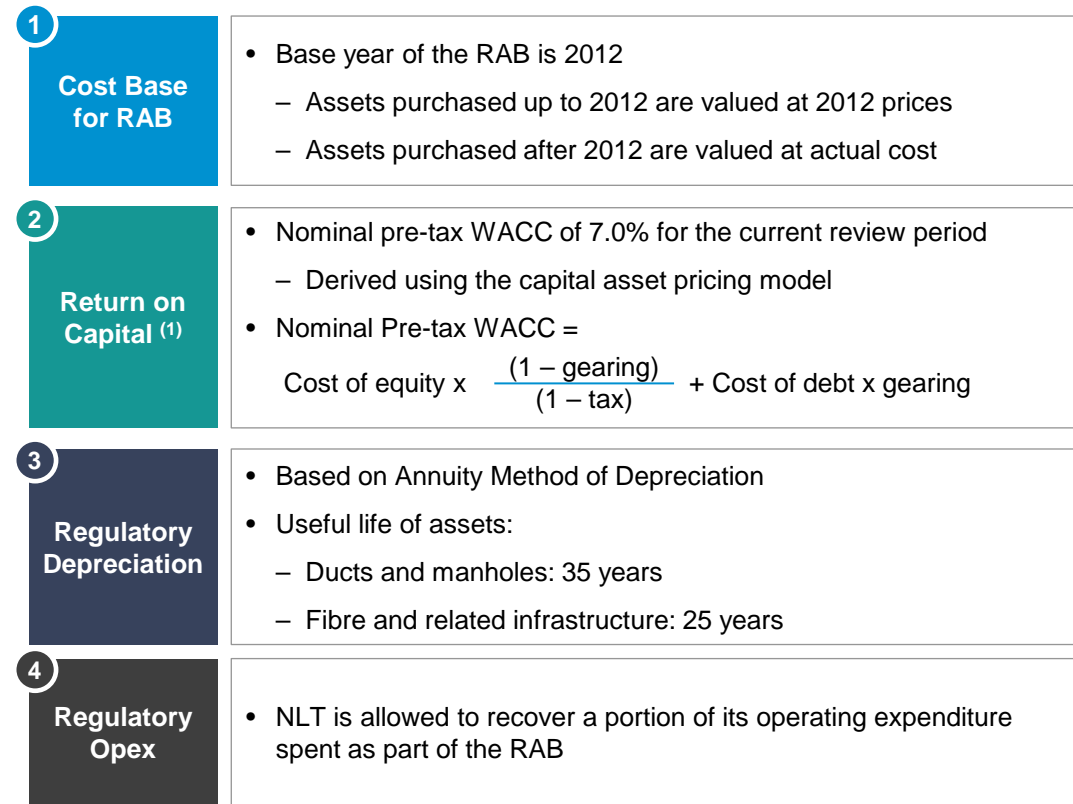 1
Cost Base
for RAB
• Base year of the RAB is 2012
– Assets purchased up to 2012 are valued at 2012 prices
– Assets purchased after 2012 are valued at actual cost
2
Return on
Capital (1)
• Nominal pre-tax WACC of 7.0% for the current review period
– Derived using the capital asset pricing model
• Nominal Pre-tax WACC =
Cost of equity x (1 – gearing) / (1 – tax) + Cost of debt x gearing
3
Regulatory
Depreciation
• Based on Annuity Method of Depreciation
• Useful life of assets:
– Ducts and manholes: 35 years
– Fibre and related infrastructure: 25 years
4
Regulatory
Opex
• NLT is allowed to recover a portion of its operating expenditure
spent as part of the RAB